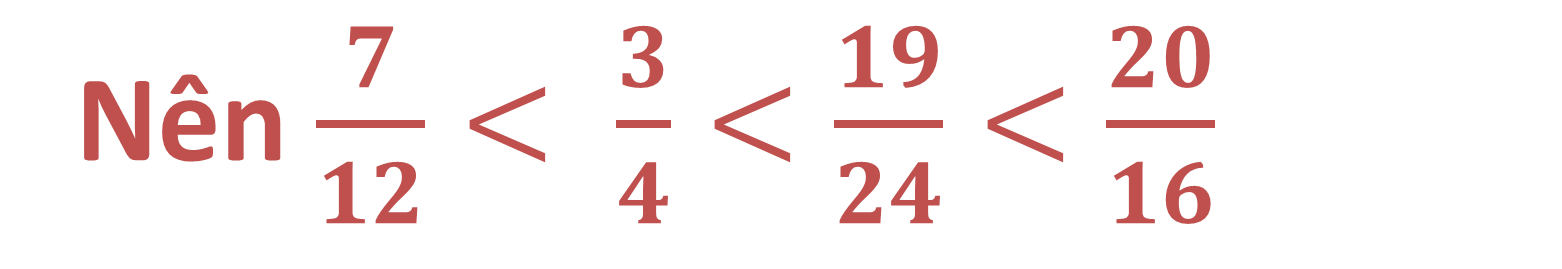 Nên 7/12 < 3/4 < 19/24 < 20/16